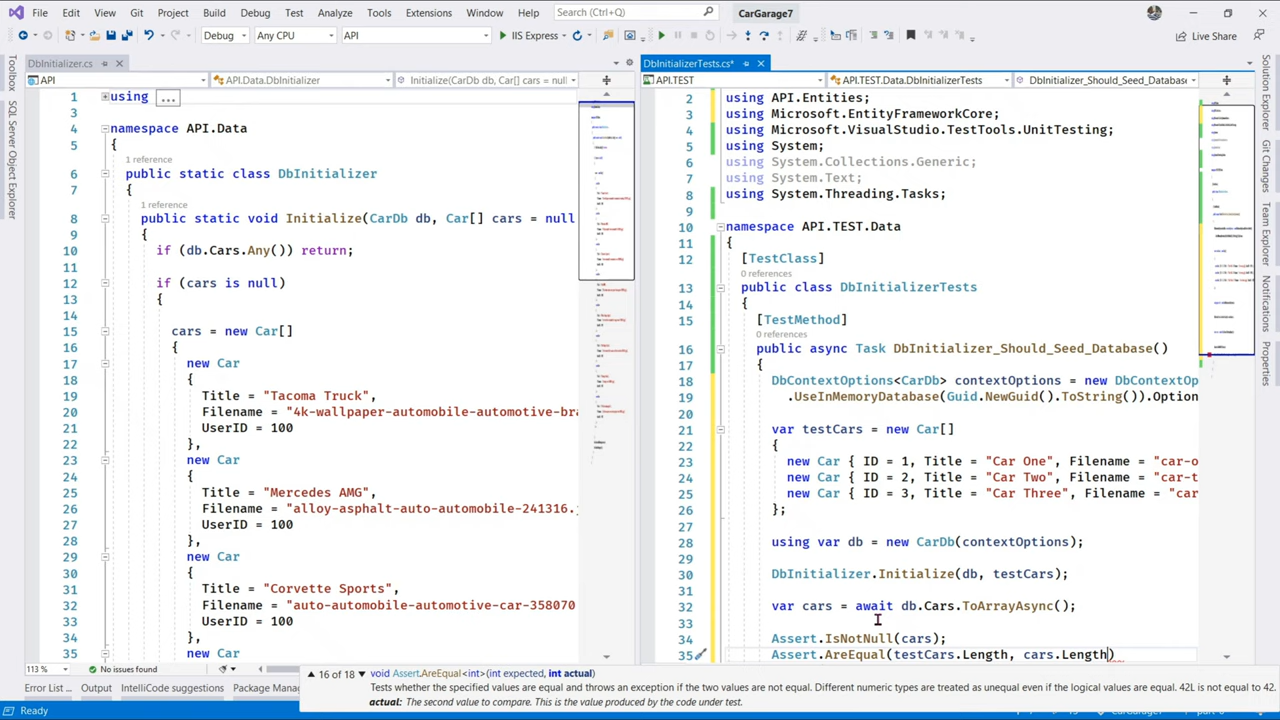 File Edit View Git Project Build Debug Test Analyze Tools Extensions Window Help Search (Ctrl+Q) CarGarage7
Debug Any CPU API IIS Express Live Share
DbInitializer.cs
API API.Data.DbInitializer Initialize(CarDb db, Car[] cars = null
1 using ...
3
4 namespace API.Data
5 {
1 reference
6 public static class DbInitializer
7 {
1 reference
8 public static void Initialize(CarDb db, Car[] cars = null
9 {
10 if (db.Cars.Any()) return;
11
12 if (cars is null)
13 {
14
15 cars = new Car[]
16 {
17 new Car
18 {
19 Title = "Tacoma Truck",
20 Filename = "4k-wallpaper-automobile-automotive-bra
21 UserID = 100
22 },
23 new Car
24 {
25 Title = "Mercedes AMG",
26 Filename = "alloy-asphalt-auto-automobile-241316.j
27 UserID = 100
28 },
29 new Car
30 {
31 Title = "Corvette Sports",
32 Filename = "auto-automobile-automotive-car-358070
33 UserID = 100
34 },
35 new Car
113 % No issues found
DbInitializerTests.cs*
API.TEST API.TEST.Data.DbInitializerTests DbInitializer_Should_Seed_Database(
2 using API.Entities;
3 using Microsoft.EntityFrameworkCore;
4 using Microsoft.VisualStudio.TestTools.UnitTesting;
5 using System;
6 using System.Collections.Generic;
7 using System.Text;
8 using System.Threading.Tasks;
9
10 namespace API.TEST.Data
11 {
12 [TestClass]
0 references
13 public class DbInitializerTests
14 {
15 [TestMethod]
0 references
16 public async Task DbInitializer_Should_Seed_Database()
17 {
18 DbContextOptions<CarDb> contextOptions = new DbContextOp
19 .UseInMemoryDatabase(Guid.NewGuid().ToString()).Option
20
21 var testCars = new Car[]
22 {
23 new Car { ID = 1, Title = "Car One", Filename = "car-o
24 new Car { ID = 2, Title = "Car Two", Filename = "car-t
25 new Car { ID = 3, Title = "Car Three", Filename = "car
26 };
27
28 using var db = new CarDb(contextOptions);
29
30 DbInitializer.Initialize(db, testCars);
31
32 var cars = await db.Cars.ToArrayAsync();
33
34 Assert.IsNotNull(cars);
35 Assert.AreEqual(testCars.Length, cars.Length)
16 of 18 void Assert.AreEqual<int>(int expected, int actual)
Tests whether the specified values are equal and throws an exception if the two values are not equal. Different numeric types are treated as unequal even if the logical values are equal. 42L is not equal to 42.
actual: The second value to compare. This is the value produced by the code under test.
Error List ... Output IntelliCode suggestions Package Mana
Ready
Toolbox
SQL Server Object Explorer
Solution Explorer
Git Changes
Team Explorer
Notifications
Properties